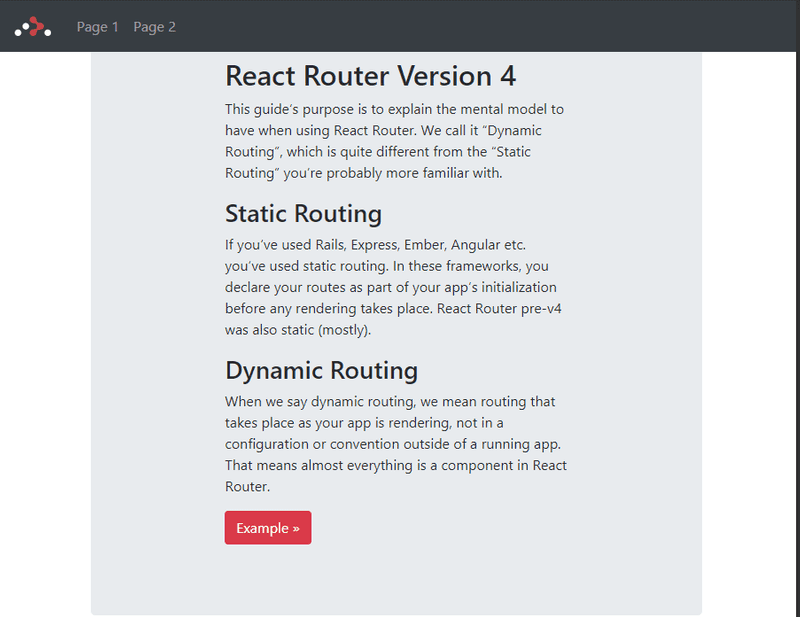 Page 1 Page 2
React Router Version 4
This guide’s purpose is to explain the mental model to
have when using React Router. We call it “Dynamic
Routing”, which is quite different from the “Static
Routing” you’re probably more familiar with.
Static Routing
If you’ve used Rails, Express, Ember, Angular etc.
you’ve used static routing. In these frameworks, you
declare your routes as part of your app’s initialization
before any rendering takes place. React Router pre-v4
was also static (mostly).
Dynamic Routing
When we say dynamic routing, we mean routing that
takes place as your app is rendering, not in a
configuration or convention outside of a running app.
That means almost everything is a component in React
Router.
Example »